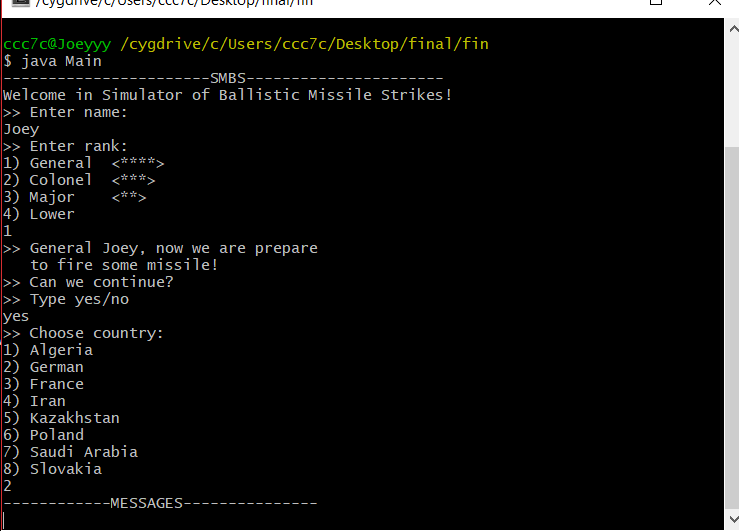 /cygdrive/c/Users/ccc7c/Desktop/final/fin
ccc7c@Joeyyy /cygdrive/c/Users/ccc7c/Desktop/final/fin
$ java Main
-----------------------SMBS----------------------
Welcome in Simulator of Ballistic Missile Strikes!
>> Enter name:
Joey
>> Enter rank:
1) General  <****>
2) Colonel  <***>
3) Major    <**>
4) Lower
1
>> General Joey, now we are prepare
   to fire some missile!
>> Can we continue?
>> Type yes/no
yes
>> Choose country:
1) Algeria
2) German
3) France
4) Iran
5) Kazakhstan
6) Poland
7) Saudi Arabia
8) Slovakia
2
------------MESSAGES---------------